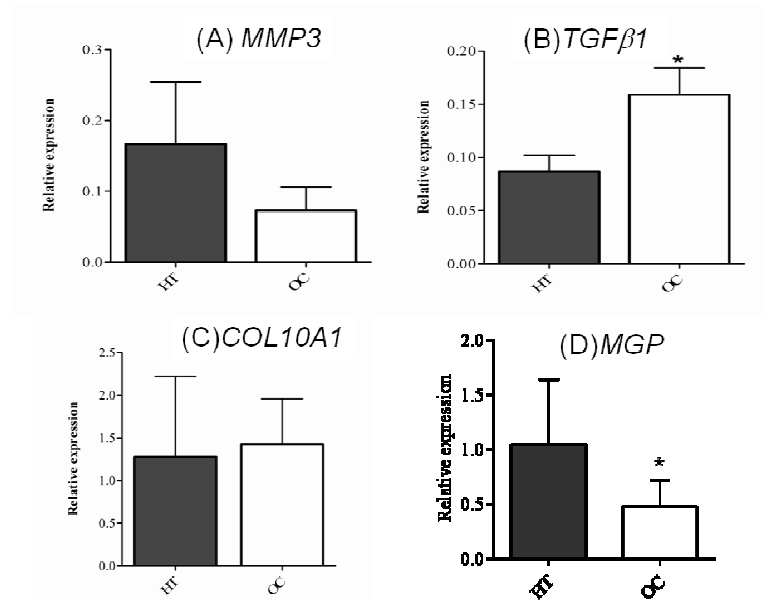 (A) MMP3
Relative expression
0.3
0.2
0.1
0.0
HT
OC
(B)TGFβ1
Relative expression
0.20
0.15
0.10
0.05
0.00
*
HT
OC
(C)COL10A1
Relative expression
2.5
2.0
1.5
1.0
0.5
0.0
HT
OC
(D)MGP
Relative expression
2.0
1.5
1.0
0.5
0.0
*
HT
OC